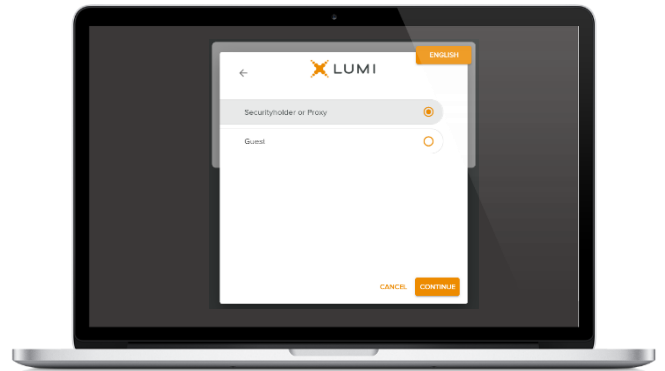 ENGLISH
LUMI
Securityholder or Proxy
Guest
CANCEL
CONTINUE